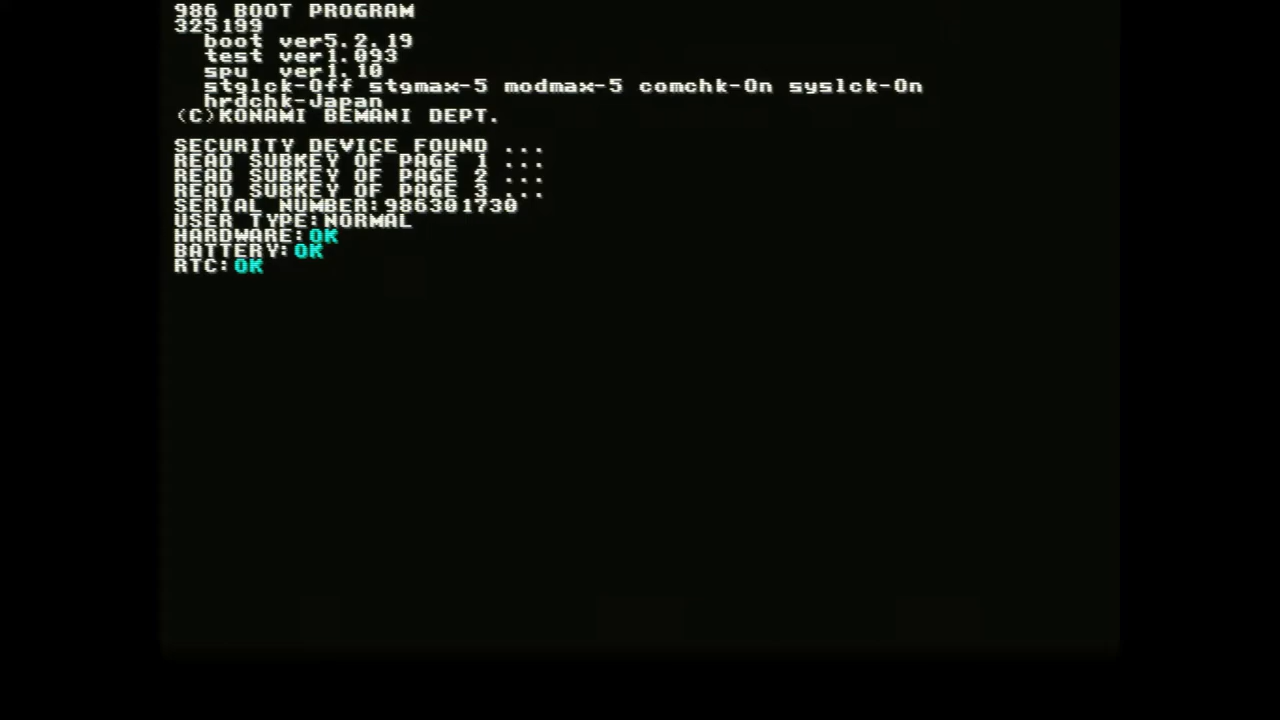 986 BOOT PROGRAM
325199
boot ver5.2.19
test ver1.093
spu ver1.10
stglck-Off stgmax-5 modmax-5 comchk-On syslck-On
hrdchk-Japan
(C)KONAMI BEMANI DEPT.
SECURITY DEVICE FOUND ...
READ SUBKEY OF PAGE 1 ...
READ SUBKEY OF PAGE 2 ...
READ SUBKEY OF PAGE 3 ...
SERIAL NUMBER:986301730
USER TYPE:NORMAL
HARDWARE:OK
BATTERY:OK
RTC:OK